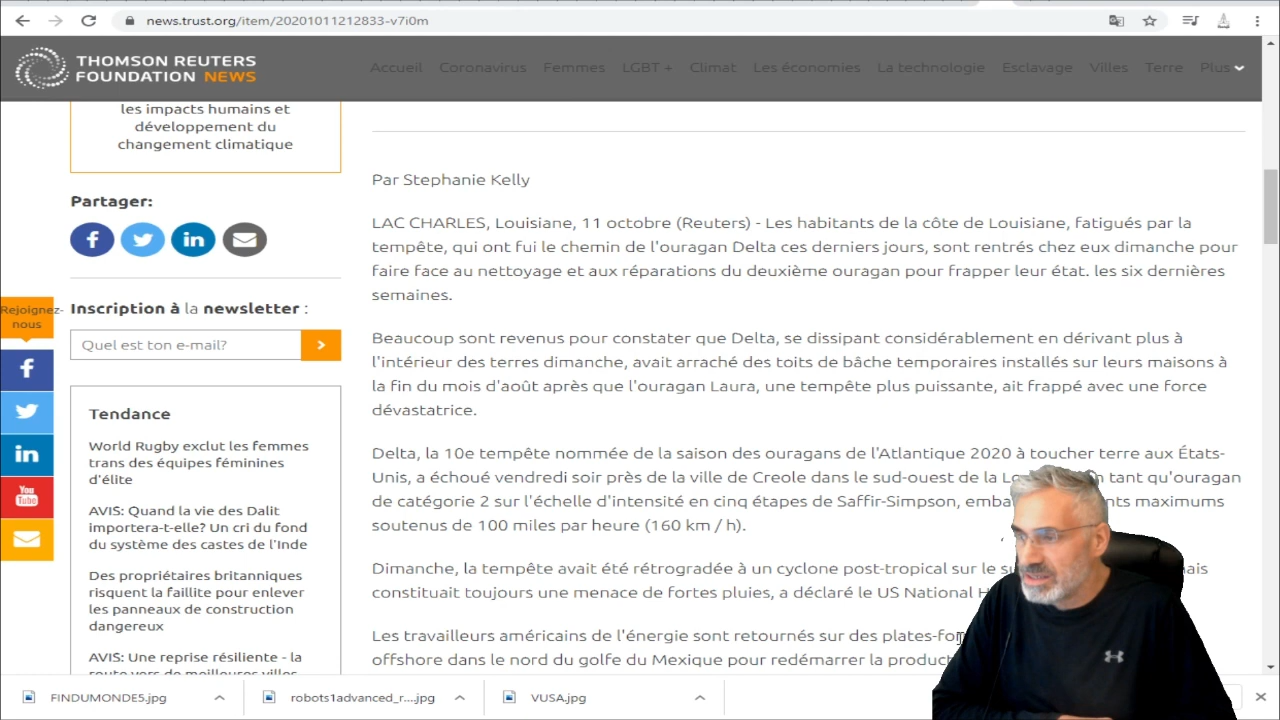 news.trust.org/item/20201011212833-v7i0m
THOMSON REUTERS
FOUNDATION NEWS
Accueil Coronavirus Femmes LGBT + Climat Les économies La technologie Esclavage Villes Terre Plus
les impacts humains et
développement du
changement climatique
Partager:
Rejoignez-
nous
Inscription à la newsletter :
Quel est ton e-mail?
Tendance
World Rugby exclut les femmes
trans des équipes féminines
d'élite
AVIS: Quand la vie des Dalit
importera-t-elle? Un cri du fond
du système des castes de l'Inde
Des propriétaires britanniques
risquent la faillite pour enlever
les panneaux de construction
dangereux
AVIS: Une reprise résiliente - la
route vers de meilleures villes
Par Stephanie Kelly
LAC CHARLES, Louisiane, 11 octobre (Reuters) - Les habitants de la côte de Louisiane, fatigués par la
tempête, qui ont fui le chemin de l'ouragan Delta ces derniers jours, sont rentrés chez eux dimanche pour
faire face au nettoyage et aux réparations du deuxième ouragan pour frapper leur état. les six dernières
semaines.
Beaucoup sont revenus pour constater que Delta, se dissipant considérablement en dérivant plus à
l'intérieur des terres dimanche, avait arraché des toits de bâche temporaires installés sur leurs maisons à
la fin du mois d'août après que l'ouragan Laura, une tempête plus puissante, ait frappé avec une force
dévastatrice.
Delta, la 10e tempête nommée de la saison des ouragans de l'Atlantique 2020 à toucher terre aux États-
Unis, a échoué vendredi soir près de la ville de Creole dans le sud-ouest de la tant qu'ouragan
de catégorie 2 sur l'échelle d'intensité en cinq étapes de Saffir-Simpson, maximums
soutenus de 100 miles par heure (160 km / h).
Dimanche, la tempête avait été rétrogradée à un cyclone post-tropical sur le
constituait toujours une menace de fortes pluies, a déclaré le US National
Les travailleurs américains de l'énergie sont retournés sur des
offshore dans le nord du golfe du Mexique pour redémarrer la
FINDUMONDE5.jpg robots1advanced_r....jpg VUSA.jpg
You
Tube